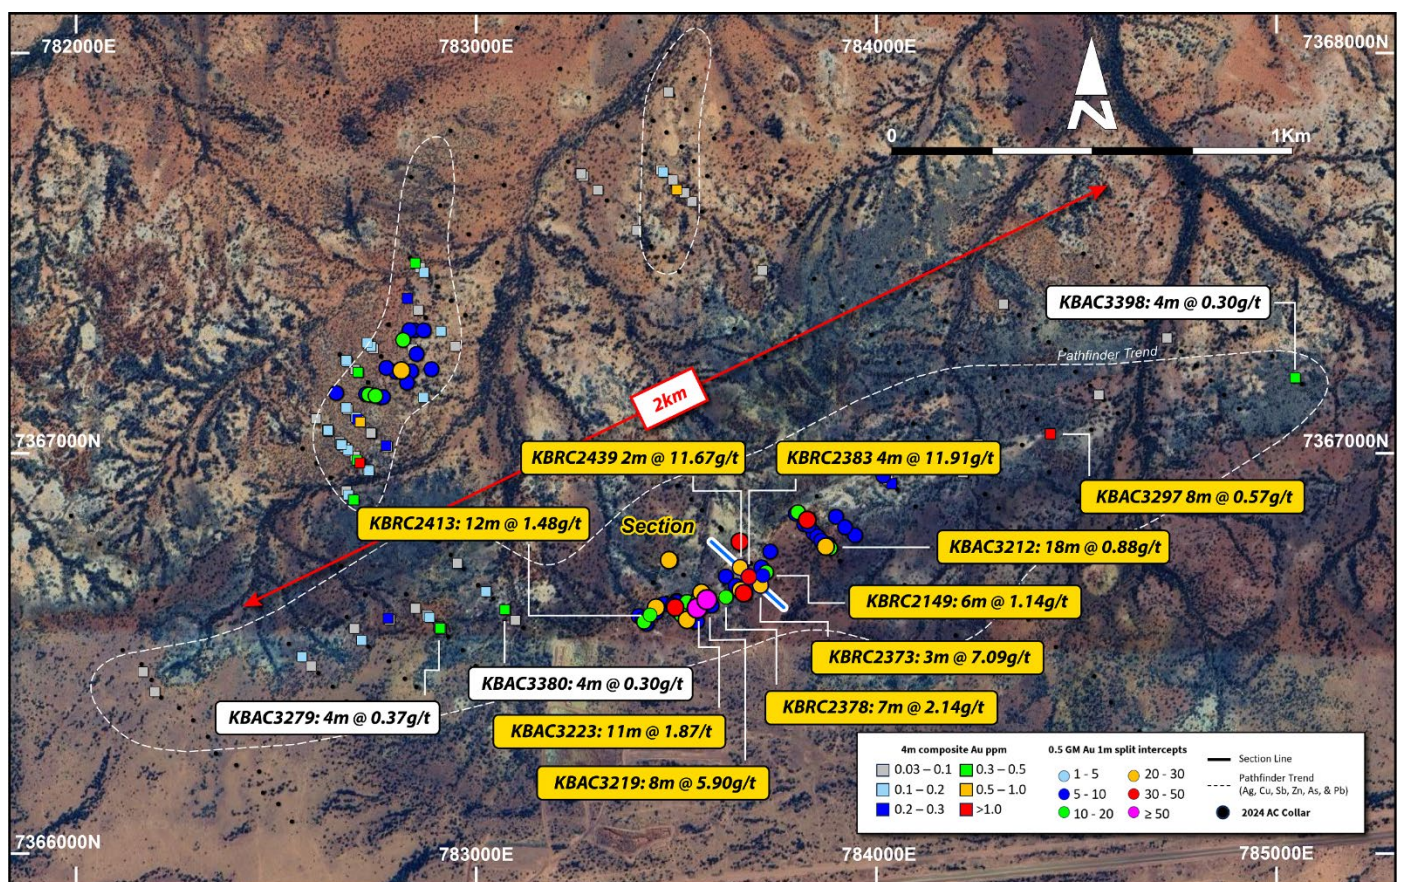 782000E
783000E
784000E
7368000N
7368000N
N
0
1Km
KBAC3398: 4m @ 0.30g/t
Pathfinder Trend
2km
7367000N
7367000N
KBRC2439 2m @ 11.67g/t
KBRC2383 4m @ 11.91g/t
KBAC3297 8m @ 0.57g/t
KBRC2413: 12m @ 1.48g/t
Section
KBAC3212: 18m @ 0.88g/t
KBRC2149: 6m @ 1.14g/t
KBRC2373: 3m @ 7.09g/t
KBAC3380: 4m @ 0.30g/t
KBRC2378: 7m @ 2.14g/t
KBAC3279: 4m @ 0.37g/t
KBAC3223: 11m @ 1.87/t
KBAC3219: 8m @ 5.90g/t
4m composite Au ppm
0.03 – 0.1
0.3 – 0.5
0.1 – 0.2
0.5 – 1.0
0.2 – 0.3
>1.0
0.5 GM Au 1m split intercepts
1 - 5
20 - 30
5 - 10
30 - 50
10 - 20
≥ 50
Section Line
Pathfinder Trend
(Ag, Cu, Sb, Zn, As, & Pb)
2024 AC Collar
7366000N
783000E
784000E
785000E